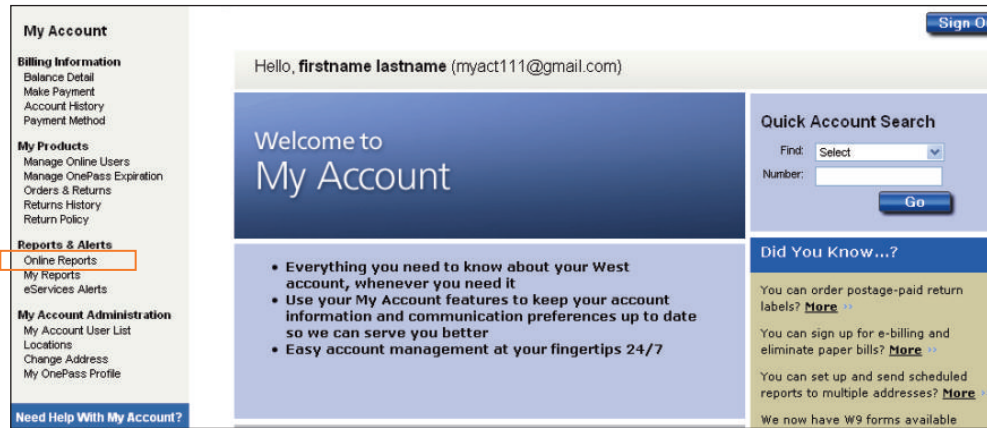 My Account
Billing Information
Balance Detail
Make Payment
Account History
Payment Method
My Products
Manage Online Users
Manage OnePass Expiration
Orders & Returns
Returns History
Return Policy
Reports & Alerts
Online Reports
My Reports
eServices Alerts
My Account Administration
My Account User List
Locations
Change Address
My OnePass Profile
Need Help With My Account?
Sign O
Hello, firstname lastname (myact111@gmail.com)
Welcome to
My Account
• Everything you need to know about your West
account, whenever you need it
• Use your My Account features to keep your account
information and communication preferences up to date
so we can serve you better
• Easy account management at your fingertips 24/7
Quick Account Search
Find: Select
Number:
Go
Did You Know...?
You can order postage-paid return
labels? More »
You can sign up for e-billing and
eliminate paper bills? More »
You can set up and send scheduled
reports to multiple addresses? More »
We now have W9 forms available